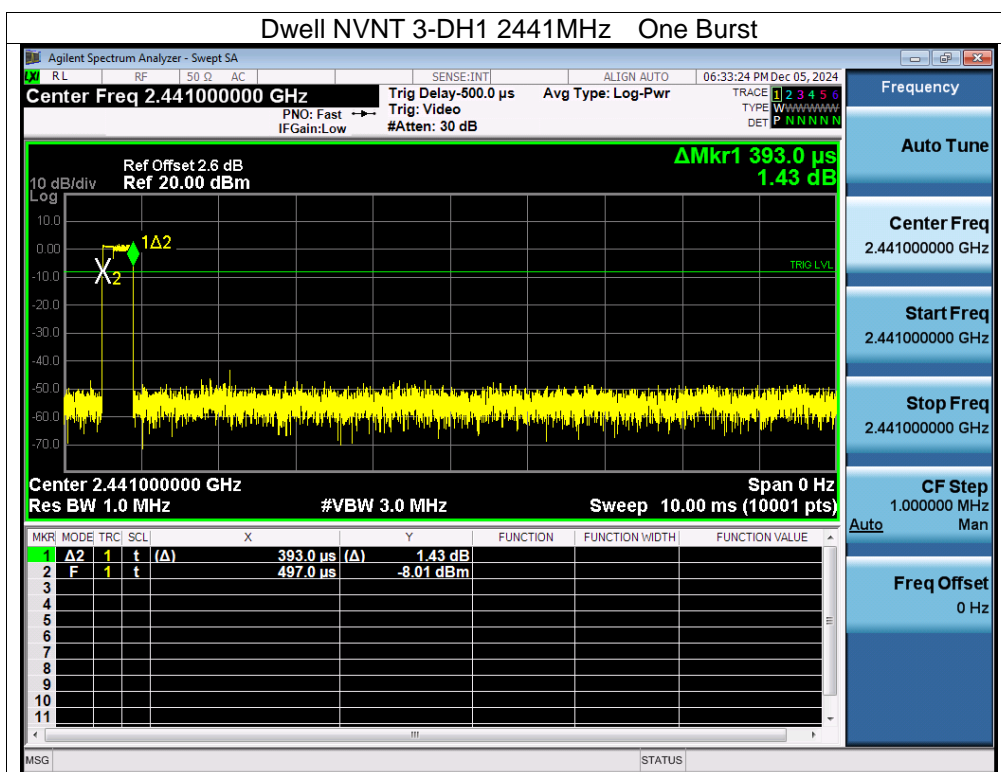 Dwell NVNT 3-DH1 2441MHz One Burst
Agilent Spectrum Analyzer - Swept SA
LXI RL RF 50 Ω AC SENSE:INT ALIGN AUTO 06:33:24 PM Dec 05, 2024
Center Freq 2.441000000 GHz Trig Delay-500.0 µs Avg Type: Log-Pwr TRACE 1 2 3 4 5 6
PNO: Fast Trig: Video TYPE WWWWWW
IFGain:Low #Atten: 30 dB DET P N N N N N
Frequency
Auto Tune
Center Freq
2.441000000 GHz
Start Freq
2.441000000 GHz
Stop Freq
2.441000000 GHz
CF Step
1.000000 MHz
Auto Man
Freq Offset
0 Hz
ΔMkr1 393.0 µs
1.43 dB
Ref Offset 2.6 dB
10 dB/div Ref 20.00 dBm
Log
10.0
0.00
-10.0
-20.0
-30.0
-40.0
-50.0
-60.0
-70.0
1Δ2
2
TRIG LVL
Center 2.441000000 GHz Span 0 Hz
Res BW 1.0 MHz #VBW 3.0 MHz Sweep 10.00 ms (10001 pts)
MKR MODE TRC SCL X Y FUNCTION FUNCTION WIDTH FUNCTION VALUE
1 Δ2 1 t (Δ) 393.0 µs (Δ) 1.43 dB
2 F 1 t 497.0 µs -8.01 dBm
3
4
5
6
7
8
9
10
11
MSG STATUS